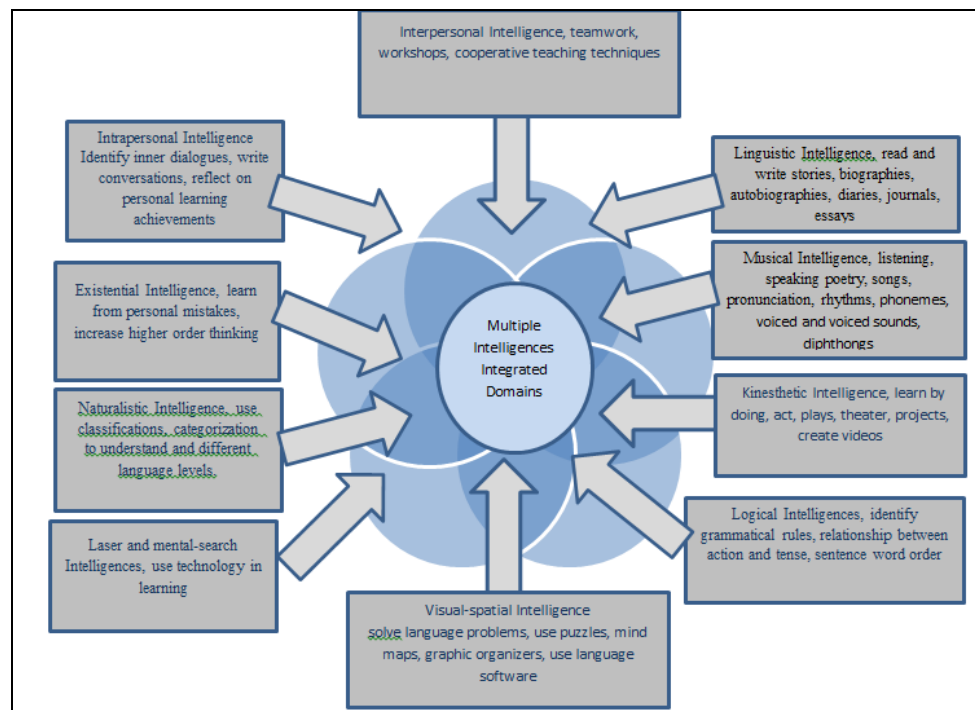 Interpersonal Intelligence, teamwork,
workshops, cooperative teaching techniques
Intrapersonal Intelligence
Identify inner dialogues, write
conversations, reflect on
personal learning
achievements
Linguistic Intelligence, read and
write stories, biographies,
autobiographies, diaries, journals,
essays
Musical Intelligence, listening,
speaking poetry, songs,
pronunciation, rhythms, phonemes,
voiced and voiced sounds,
diphthongs
Existential Intelligence, learn
from personal mistakes,
increase higher order thinking
Multiple
Intelligences
Integrated
Domains
Naturalistic Intelligence, use
classifications, categorization
to understand and different
language levels.
Kinesthetic Intelligence, learn by
doing, act, plays, theater, projects,
create videos
Laser and mental-search
Intelligences, use technology in
learning
Logical Intelligences, identify
grammatical rules, relationship between
action and tense, sentence word order
Visual-spatial Intelligence
solve language problems, use puzzles, mind
maps, graphic organizers, use language
software